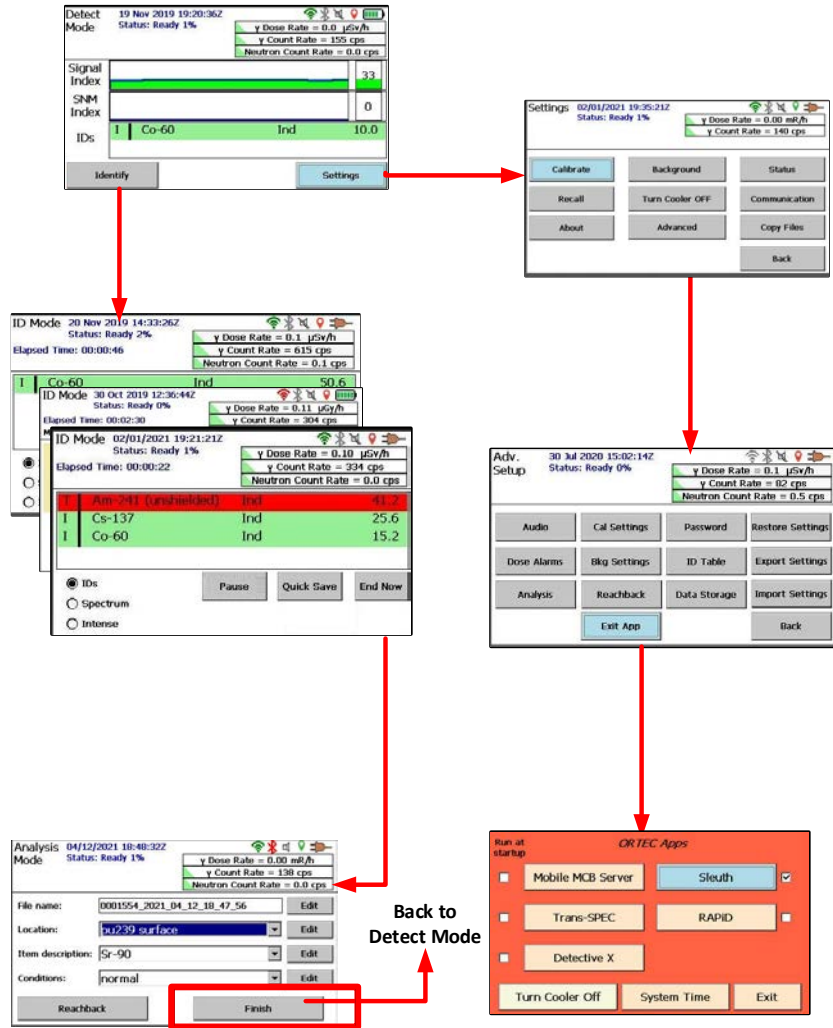 Detect Mode
19 Nov 2019 19:20:36Z
Status: Ready 1%
γ Dose Rate = 0.0 µSv/h
γ Count Rate = 155 cps
Neutron Count Rate = 0.0 cps
Signal Index
33
SNM Index
0
IDs
I Co-60 Ind 10.0
Identify
Settings
Settings
02/01/2021 19:35:21Z
Status: Ready 1%
γ Dose Rate = 0.00 mR/h
γ Count Rate = 140 cps
Calibrate Background Status
Recall Turn Cooler OFF Communication
About Advanced Copy Files
Back
ID Mode 20 Nov 2019 14:33:26Z
Status: Ready 2%
Elapsed Time: 00:00:46
γ Dose Rate = 0.1 µSv/h
γ Count Rate = 615 cps
Neutron Count Rate = 0.1 cps
I Co-60 Ind 50.6
ID Mode 30 Oct 2019 12:36:44Z
Status: Ready 0%
Elapsed Time: 00:02:30
γ Dose Rate = 0.11 µGy/h
γ Count Rate = 304 cps
ID Mode 02/01/2021 19:21:21Z
Status: Ready 1%
Elapsed Time: 00:00:22
γ Dose Rate = 0.10 µSv/h
γ Count Rate = 334 cps
Neutron Count Rate = 0.0 cps
T Am-241 (unshielded) Ind 41.2
I Cs-137 Ind 25.6
I Co-60 Ind 15.2
IDs
Spectrum
Intense
Pause Quick Save End Now
Adv. Setup
30 Jul 2020 15:02:14Z
Status: Ready 0%
γ Dose Rate = 0.1 µSv/h
γ Count Rate = 82 cps
Neutron Count Rate = 0.5 cps
Audio Cal Settings Password Restore Settings
Dose Alarms Bkg Settings ID Table Export Settings
Analysis Reachback Data Storage Import Settings
Exit App Back
Analysis Mode
04/12/2021 18:48:32Z
Status: Ready 1%
γ Dose Rate = 0.00 mR/h
γ Count Rate = 138 cps
Neutron Count Rate = 0.0 cps
File name: 0001554_2021_04_12_18_47_56 Edit
Location: pu239 surface Edit
Item description: Sr-90 Edit
Conditions: normal Edit
Reachback Finish
Back to
Detect Mode
Run at startup
ORTEC Apps
Mobile MCB Server Sleuth
Trans-SPEC RAPiD
Detective X
Turn Cooler Off System Time Exit